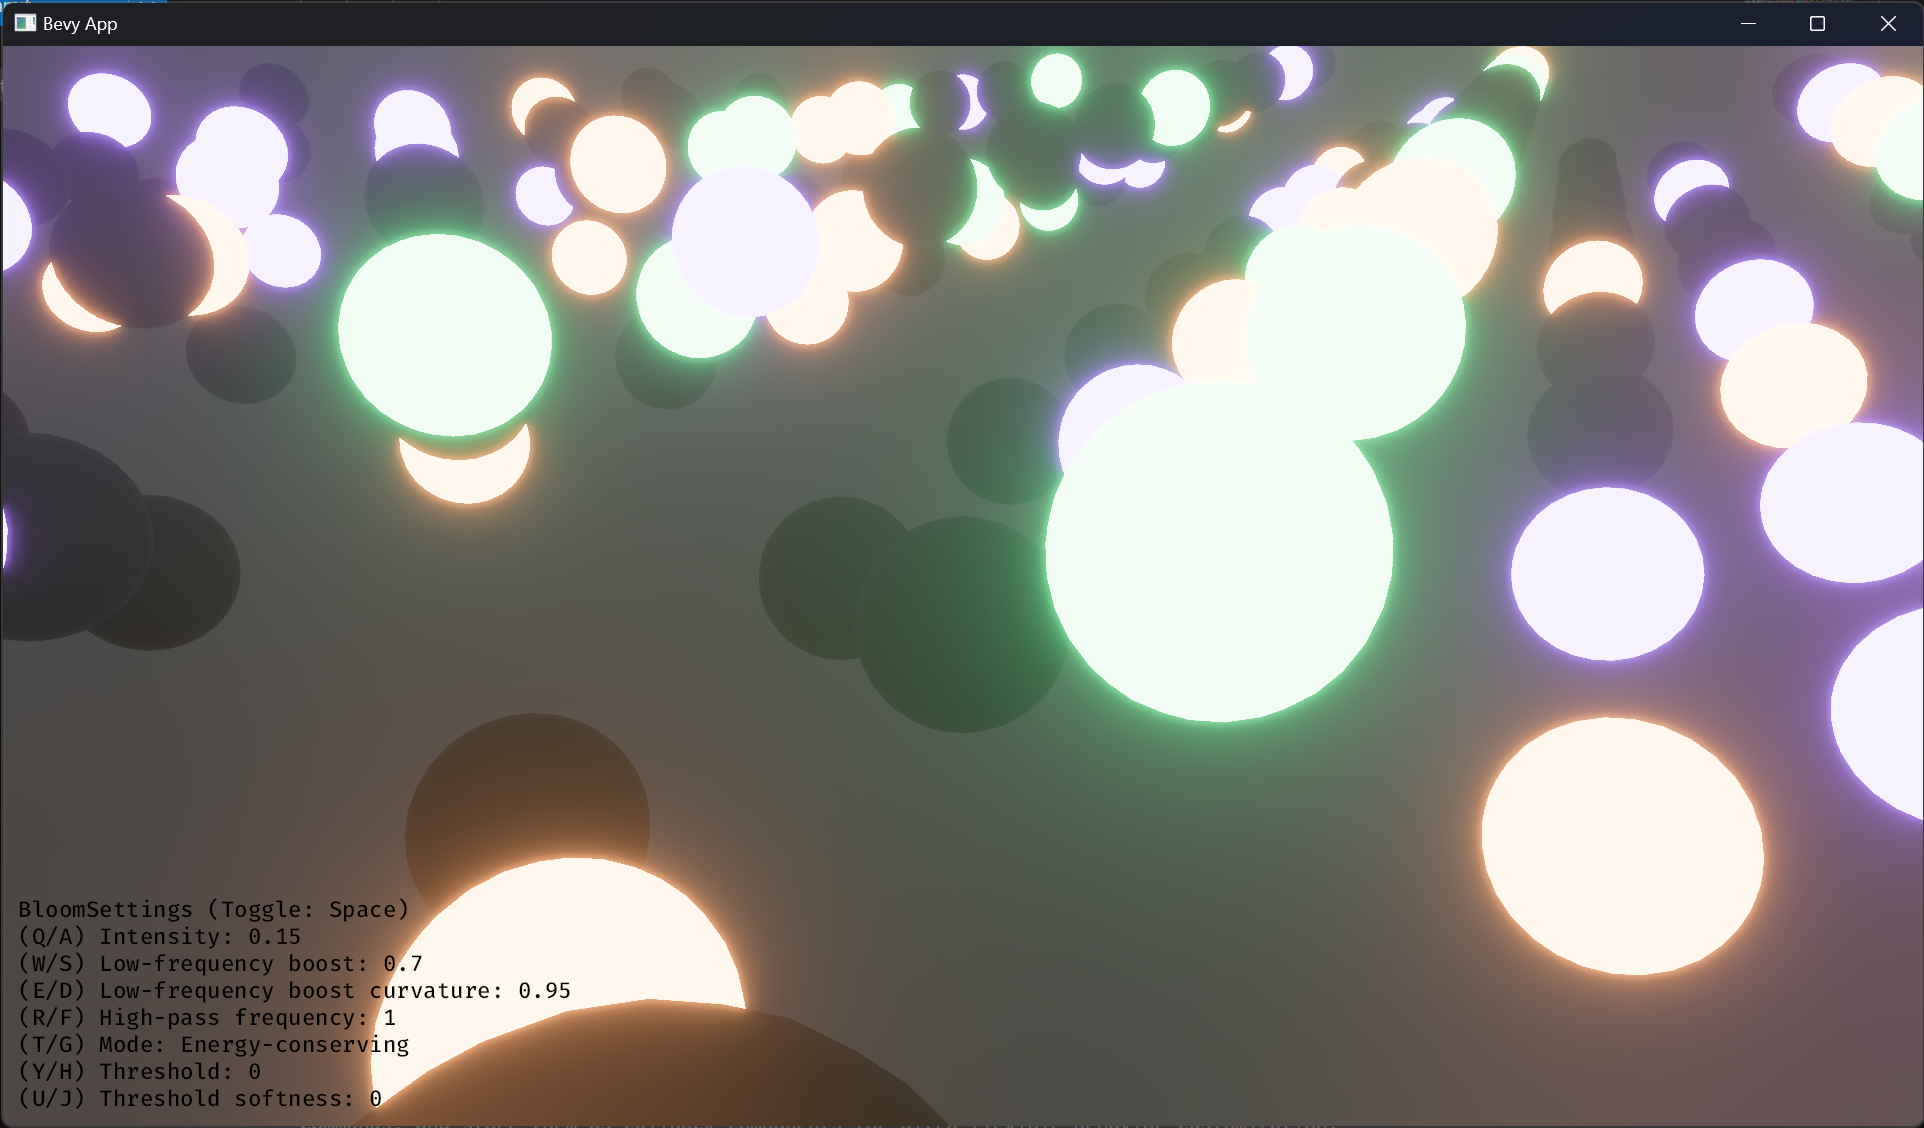 Bevy App
BloomSettings (Toggle: Space)
(Q/A) Intensity: 0.15
(W/S) Low-frequency boost: 0.7
(E/D) Low-frequency boost curvature: 0.95
(R/F) High-pass frequency: 1
(T/G) Mode: Energy-conserving
(Y/H) Threshold: 0
(U/J) Threshold softness: 0